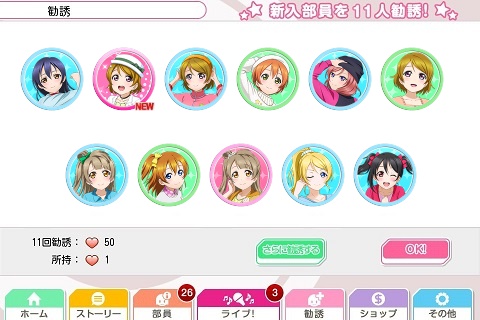 勧誘
新入部員を11人勧誘!
NEW
11回勧誘: 50
所持: 1
さらに勧誘する
OK!
26
3
ホーム
ストーリー
部員
ライブ!
勧誘
ショップ
その他